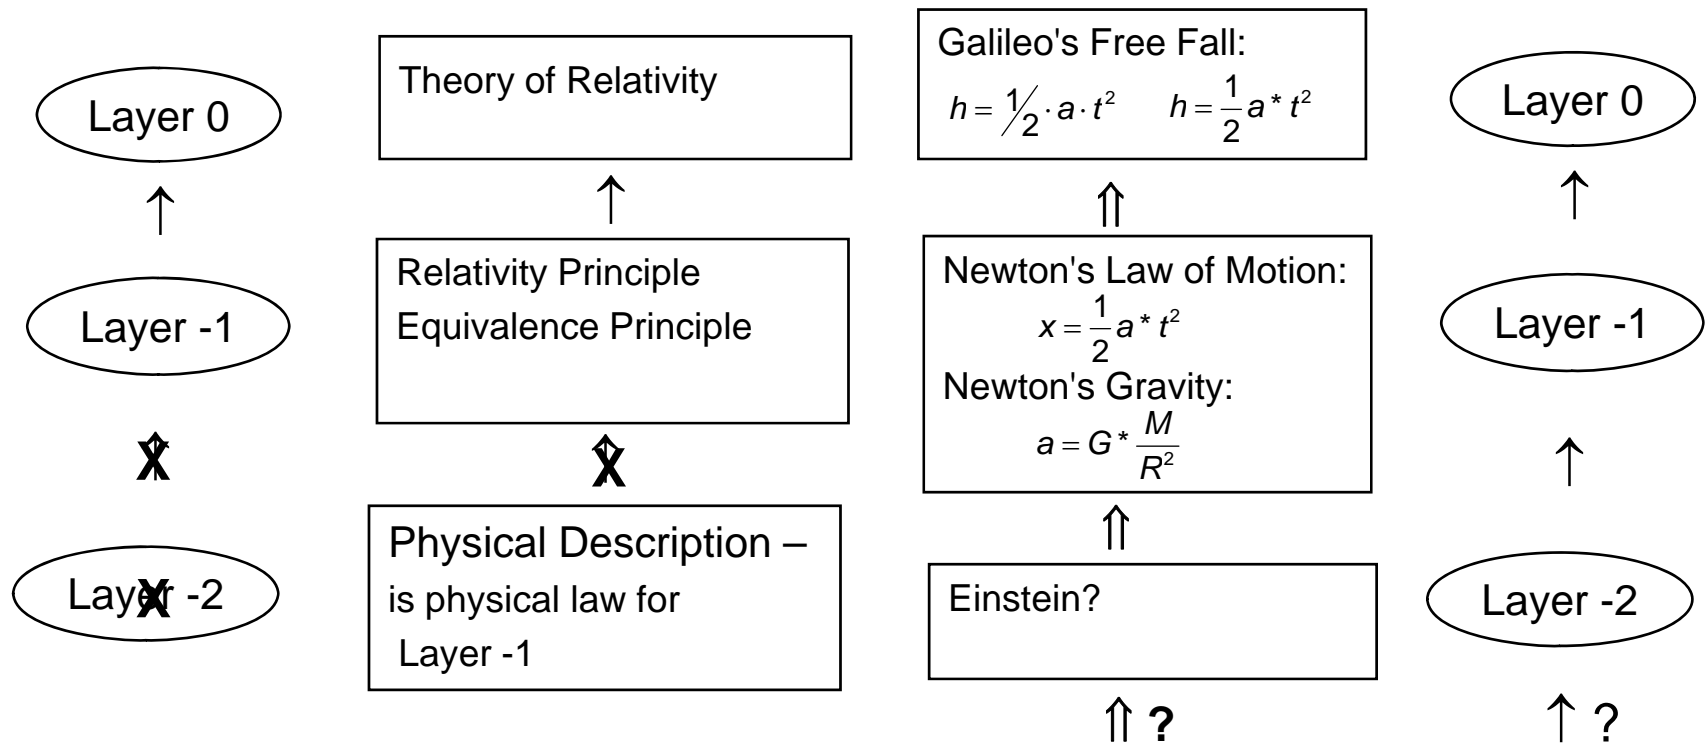 Layer 0
Layer -1
X
Layer -2
X
Theory of Relativity
Relativity Principle
Equivalence Principle
X
Physical Description –
is physical law for
Layer -1
Galileo's Free Fall:
h = 1/2 · a · t² h = 1/2 a * t²
Newton's Law of Motion:
x = 1/2 a * t²
Newton's Gravity:
a = G * M/R²
Einstein?
?
Layer 0
Layer -1
Layer -2
?